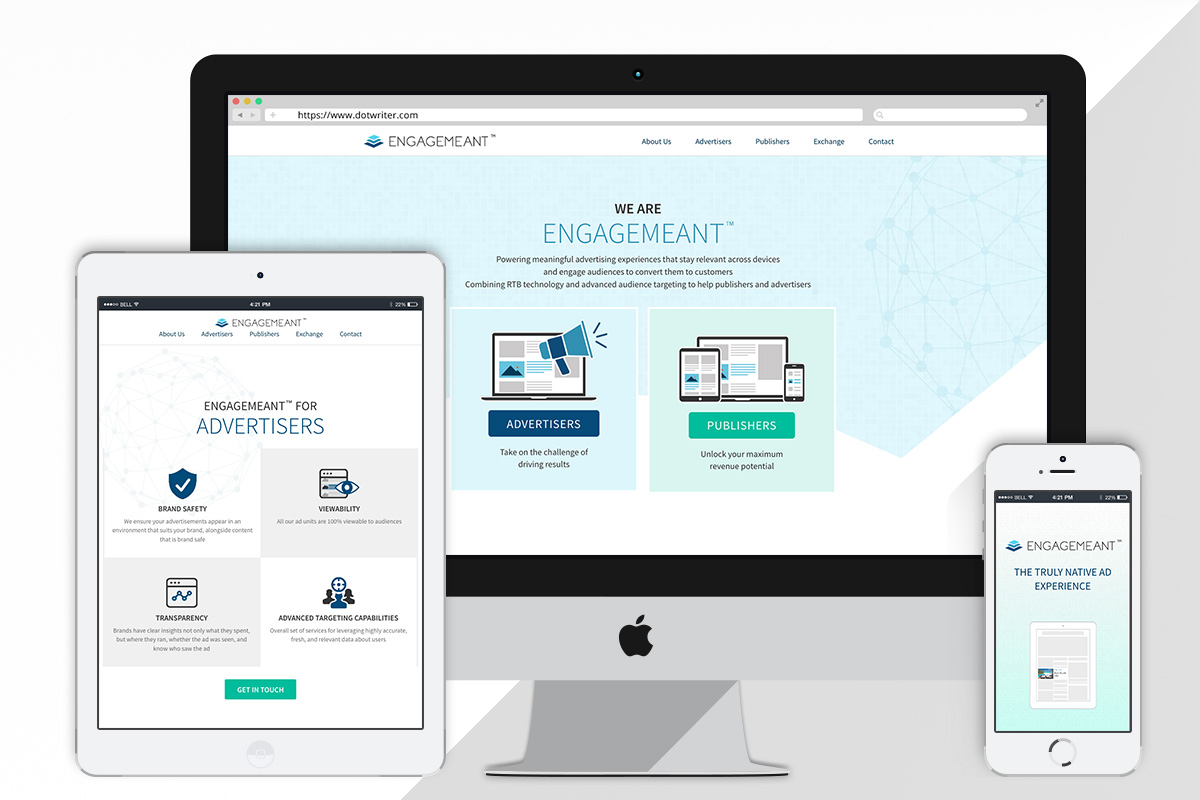 https://www.dotwriter.com
ENGAGEMEANT™
About Us Advertisers Publishers Exchange Contact
WE ARE
ENGAGEMEANT™
Powering meaningful advertising experiences that stay relevant across devices
and engage audiences to convert them to customers
Combining RTB technology and advanced audience targeting to help publishers and advertisers
ADVERTISERS
Take on the challenge of
driving results
PUBLISHERS
Unlock your maximum
revenue potential
BELL 4:21 PM 22%
ENGAGEMEANT™
About Us Advertisers Publishers Exchange Contact
ENGAGEMEANT™ FOR
ADVERTISERS
BRAND SAFETY
We ensure your advertisements appear in an
environment that suits your brand, alongside content
that is brand safe
VIEWABILITY
All our ad units are 100% viewable to audiences
TRANSPARENCY
Brands have clear insights not only what they spent,
but where they ran, whether the ad was seen, and
know who saw the ad
ADVANCED TARGETING CAPABILITIES
Overall set of services for leveraging highly accurate,
fresh, and relevant data about users
GET IN TOUCH
BELL 4:21 PM 22%
ENGAGEMEANT™
THE TRULY NATIVE AD
EXPERIENCE